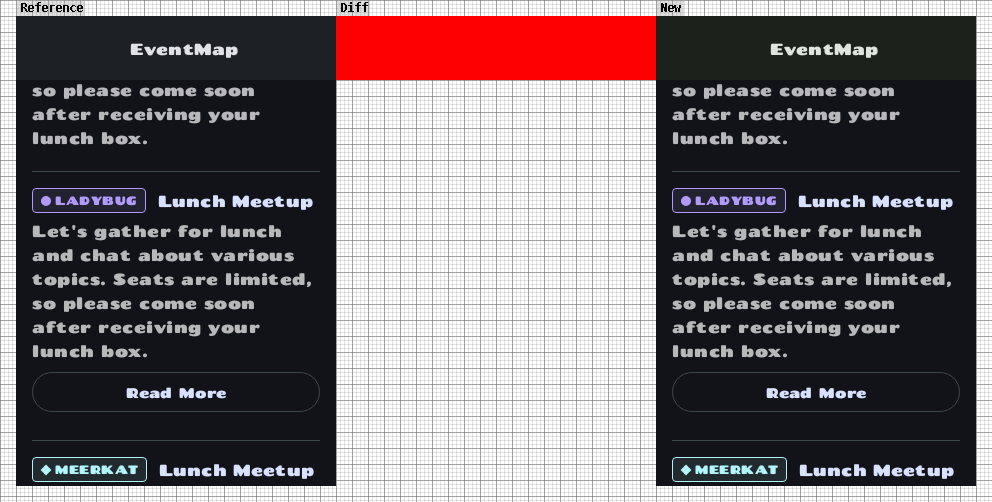 Reference
Diff
New
EventMap
so please come soon
after receiving your
lunch box.
LADYBUG Lunch Meetup
Let's gather for lunch
and chat about various
topics. Seats are limited,
so please come soon
after receiving your
lunch box.
Read More
MEERKAT Lunch Meetup
EventMap
so please come soon
after receiving your
lunch box.
LADYBUG Lunch Meetup
Let's gather for lunch
and chat about various
topics. Seats are limited,
so please come soon
after receiving your
lunch box.
Read More
MEERKAT Lunch Meetup